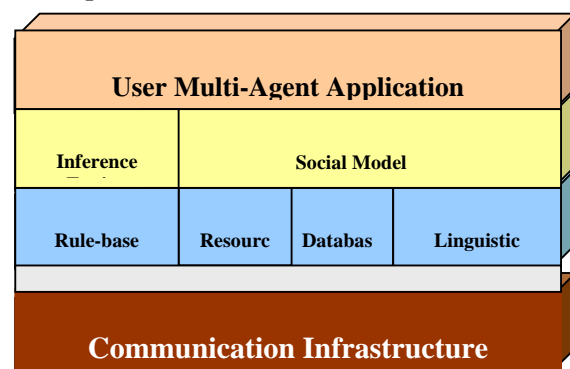 User Multi-Agent Application
Inference
Social Model
Rule-base
Resourc
Databas
Linguistic
Communication Infrastructure